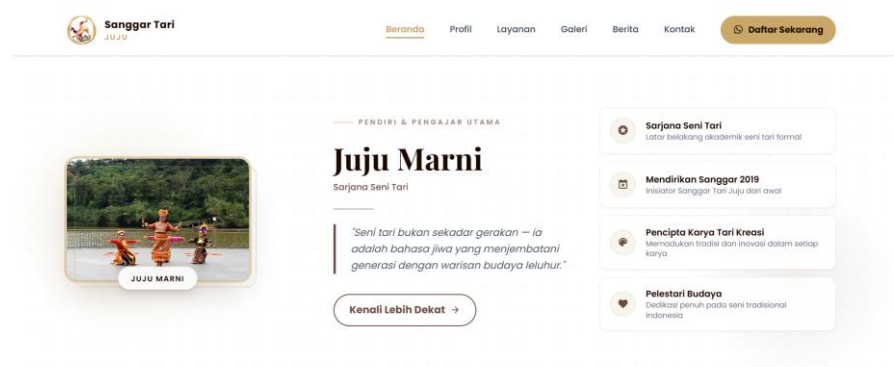 Sanggar Tari
JUJU
Beranda
Profil
Layanan
Galeri
Berita
Kontak
Daftar Sekarang
JUJU MARNI
PENDIRI & PENGAJAR UTAMA
Juju Marni
Sarjana Seni Tari
"Seni tari bukan sekadar gerakan — ia
adalah bahasa jiwa yang menjembatani
generasi dengan warisan budaya leluhur."
Kenali Lebih Dekat →
Sarjana Seni Tari
Latar belakang akademik seni tari formal
Mendirikan Sanggar 2019
Inisiator Sanggar Tari Juju dari awal
Pencipta Karya Tari Kreasi
Memadukan tradisi dan inovasi dalam setiap
karya
Pelestari Budaya
Dedikasi penuh pada seni tradisional
Indonesia